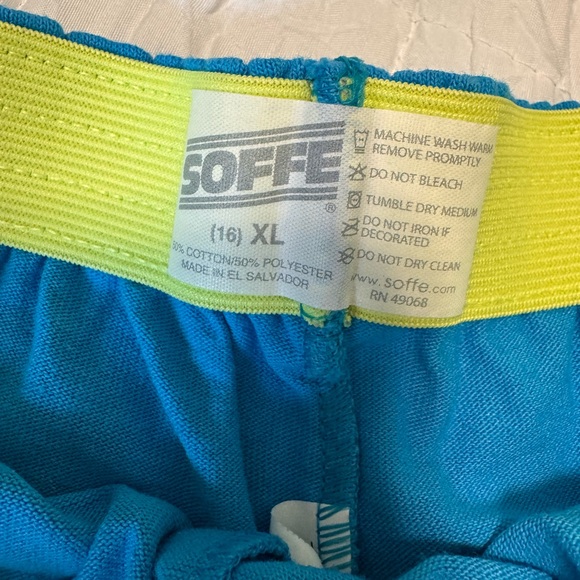 SOFFE
®
(16) XL
50% COTTON/50% POLYESTER
MADE IN EL SALVADOR
MACHINE WASH WARM
REMOVE PROMPTLY
DO NOT BLEACH
TUMBLE DRY MEDIUM
DO NOT IRON IF
DECORATED
DO NOT DRY CLEAN
www.soffe.com
RN 49068